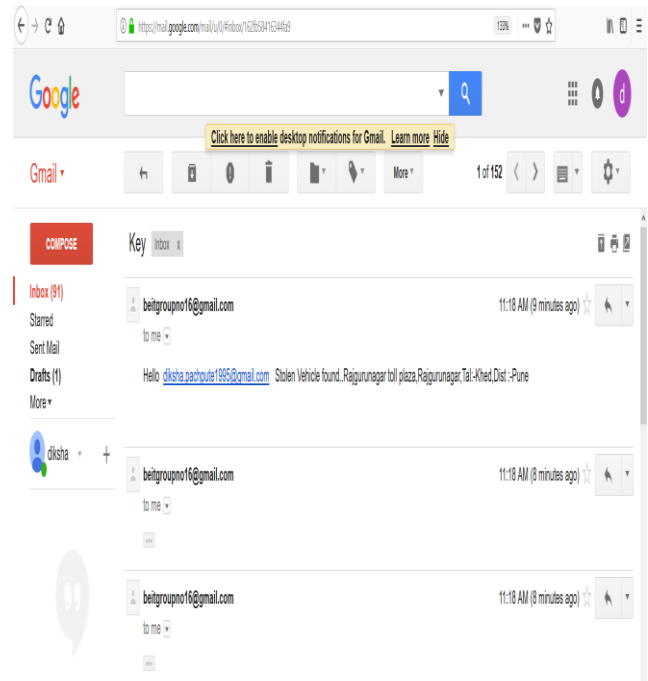 https://mail.google.com/mail/u/0/#inbox/162fb58416344fa9
133%
Google
d
Click here to enable desktop notifications for Gmail. Learn more Hide
Gmail
More
1 of 152
COMPOSE
Key Inbox x
Inbox (91)
Starred
Sent Mail
Drafts (1)
More
diksha
beitgroupno16@gmail.com 11:18 AM (9 minutes ago)
to me
Hello diksha.pachpute1995@gmail.com Stolen Vehicle found..Rajgurunagar toll plaza,Rajgurunagar,Tal:-Khed,Dist :-Pune
beitgroupno16@gmail.com 11:18 AM (8 minutes ago)
to me
beitgroupno16@gmail.com 11:18 AM (8 minutes ago)
to me